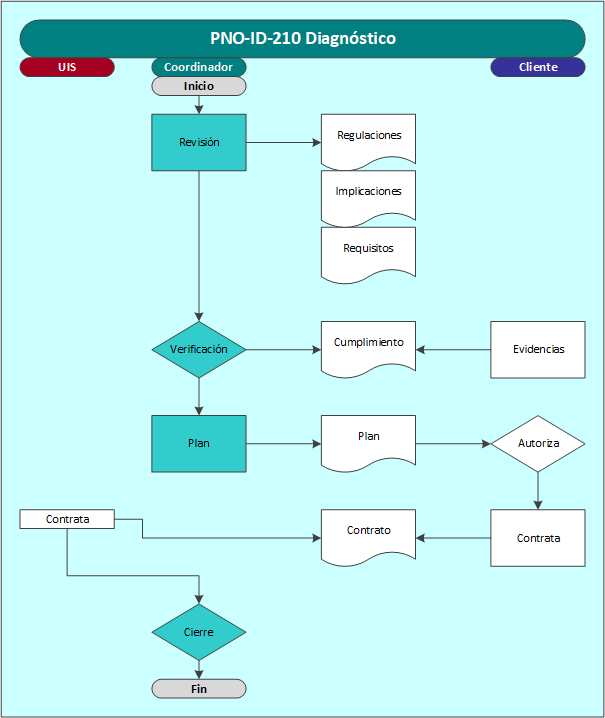 PNO-ID-210 Diagnóstico
UIS
Coordinador
Cliente
Inicio
Revisión
Regulaciones
Implicaciones
Requisitos
Verificación
Cumplimiento
Evidencias
Plan
Plan
Autoriza
Contrata
Contrato
Contrata
Cierre
Fin